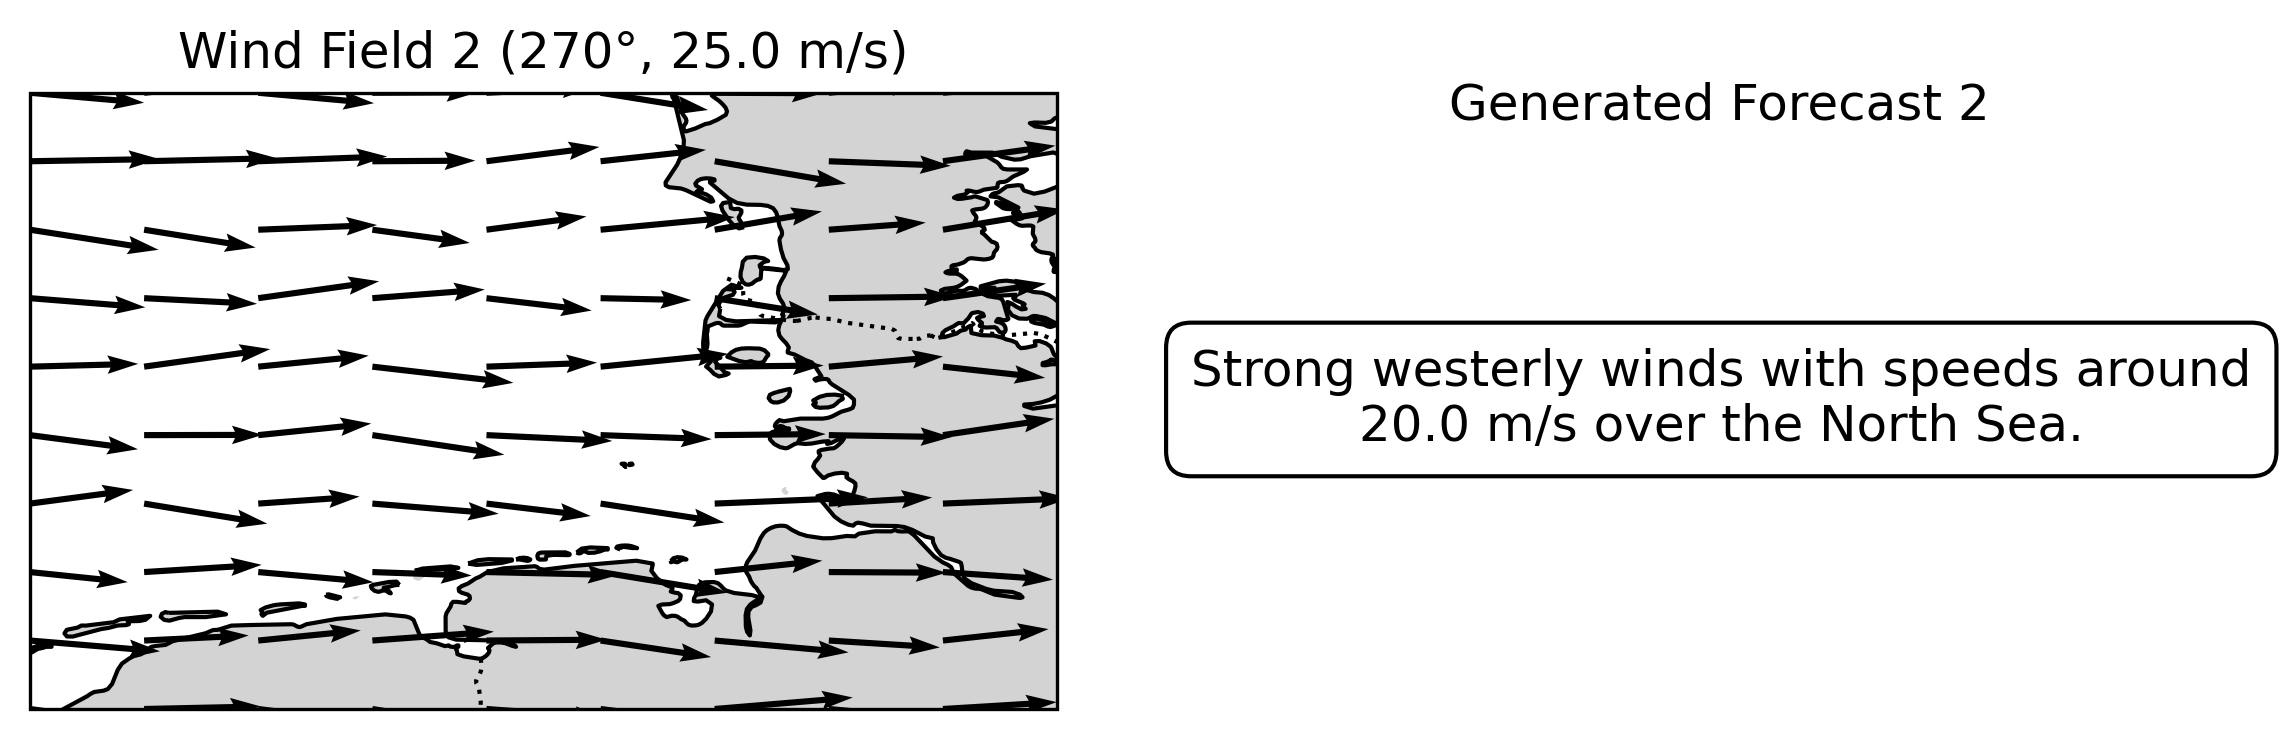 Wind Field 2 (270°, 25.0 m/s)
Generated Forecast 2
Strong westerly winds with speeds around
20.0 m/s over the North Sea.